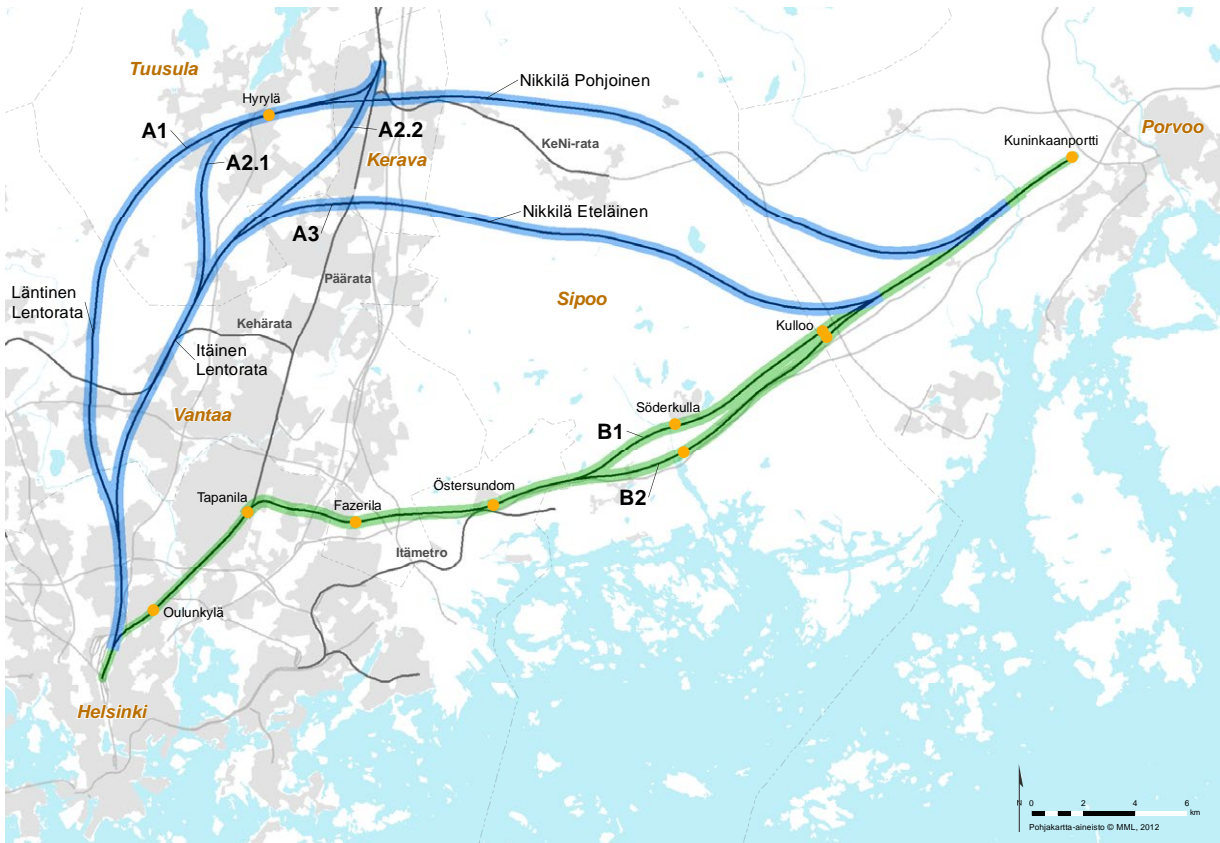 Tuusula
Nikkilä Pohjoinen
Hyrylä
A1
A2.2
Porvoo
A2.1
Kerava
KeNi-rata
Kuninkaanportti
Nikkilä Eteläinen
A3
Päärata
Läntinen
Lentorata
Sipoo
Kehärata
Kulloo
Itäinen
Lentorata
Vantaa
Söderkulla
B1
Östersundom
Tapanila
Fazerila
B2
Itämetro
Oulunkylä
Helsinki
N 0 2 4 6
km
Pohjakartta-aineisto © MML, 2012